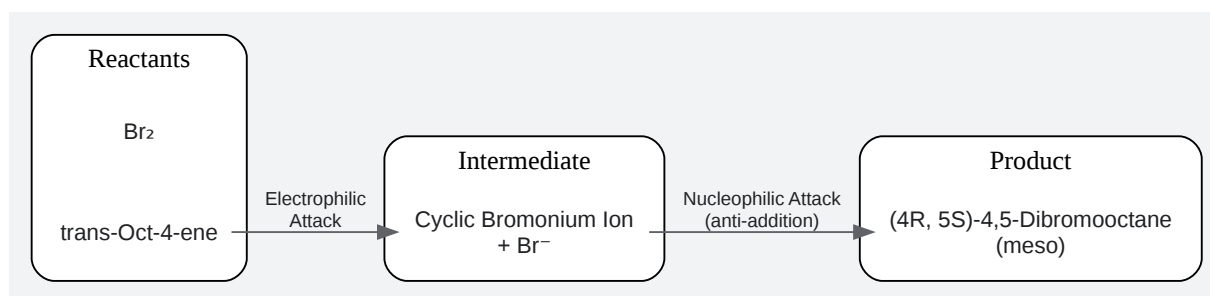 Reactants
Br₂
trans-Oct-4-ene
Electrophilic
Attack
Intermediate
Cyclic Bromonium Ion
+ Br⁻
Nucleophilic Attack
(anti-addition)
Product
(4R, 5S)-4,5-Dibromooctane
(meso)